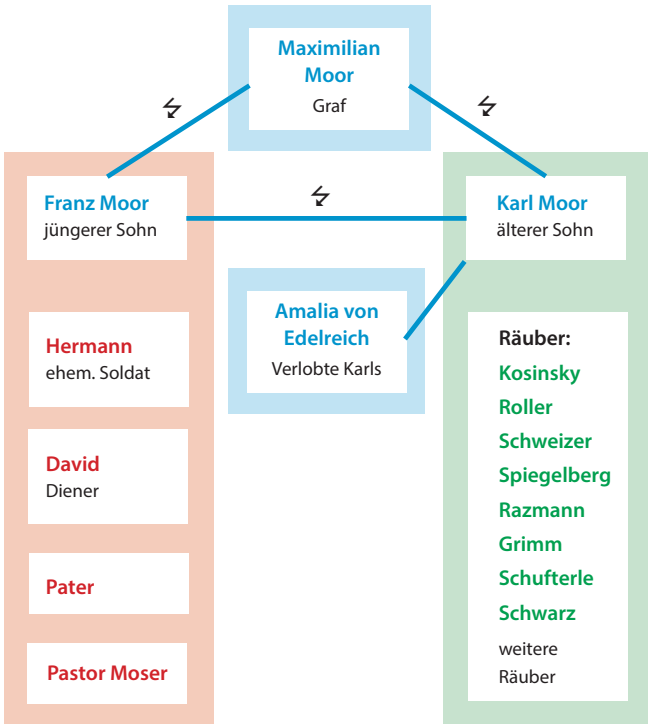 Maximilian
Moor
Graf
Franz Moor
jüngerer Sohn
Karl Moor
älterer Sohn
Amalia von
Edelreich
Verlobte Karls
Hermann
ehem. Soldat
David
Diener
Pater
Pastor Moser
Räuber:
Kosinsky
Roller
Schweizer
Spiegelberg
Razmann
Grimm
Schufterle
Schwarz
weitere
Räuber